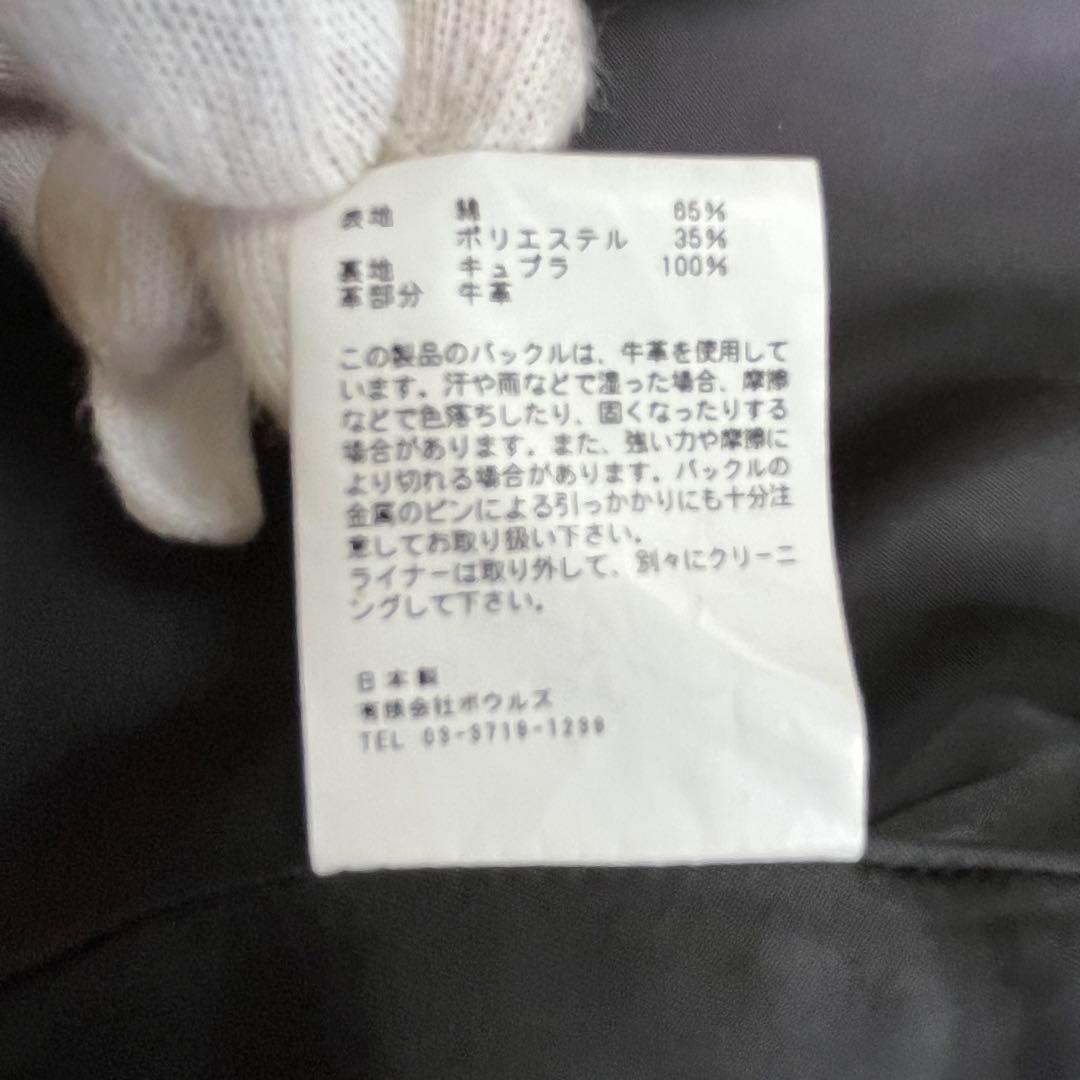 表地 綿 65%
ポリエステル 35%
裏地 キュプラ 100%
革部分 牛革
この製品のバックルは、牛革を使用して
います。汗や雨などで湿った場合、摩擦
などで色落ちしたり、固くなったりする
場合があります。また、強い力や摩擦に
より切れる場合があります。バックルの
金属のピンによる引っかかりにも十分注
意してお取り扱い下さい。
ライナーは取り外して、別々にクリーニ
ングして下さい。
日本製
有限会社ボウルズ
TEL